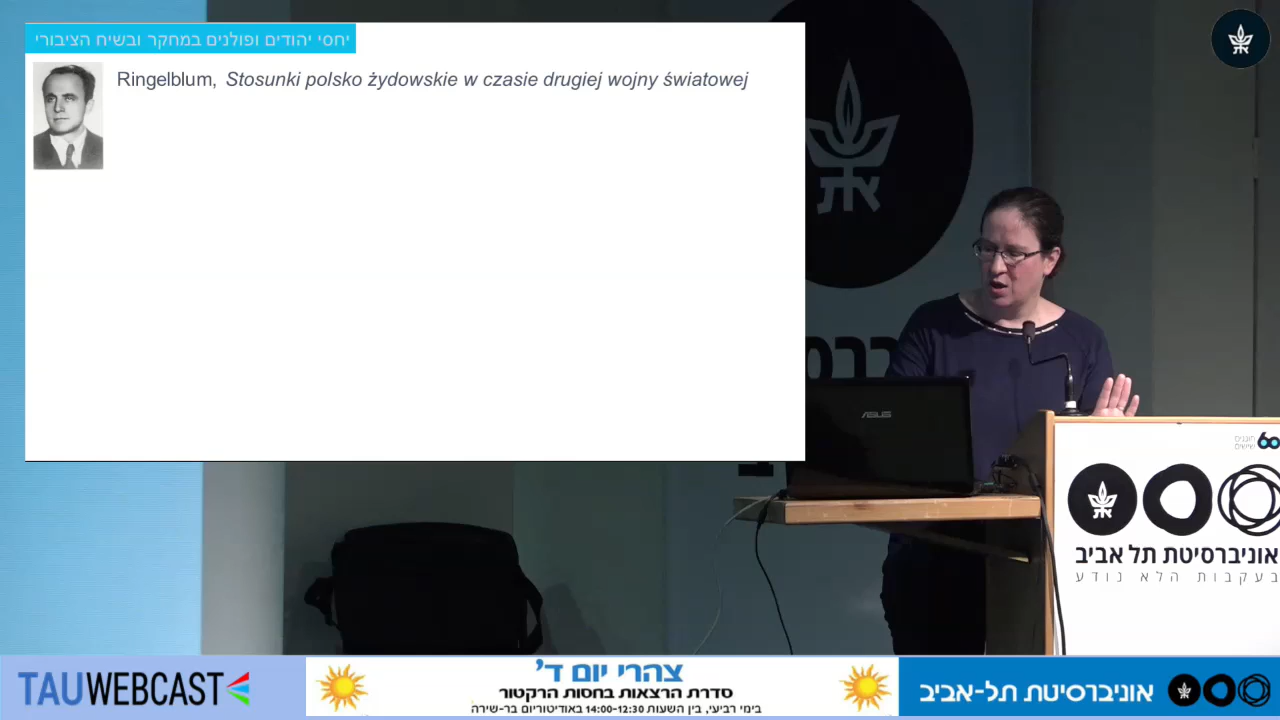 יחסי יהודים ופולנים במחקר ובשיח הציבורי
Ringelblum, Stosunki polsko żydowskie w czasie drugiej wojny światowej
ASUS
אוניברסיטת תל אביב
בעקבות הלא נודע
TAUWEBCAST
צהרי יום ד'
סדרת הרצאות בחסות הרקטור
בימי רביעי, בין השעות 14:00-12:30 באודיטוריום בר-שירה
אוניברסיטת תל-אביב